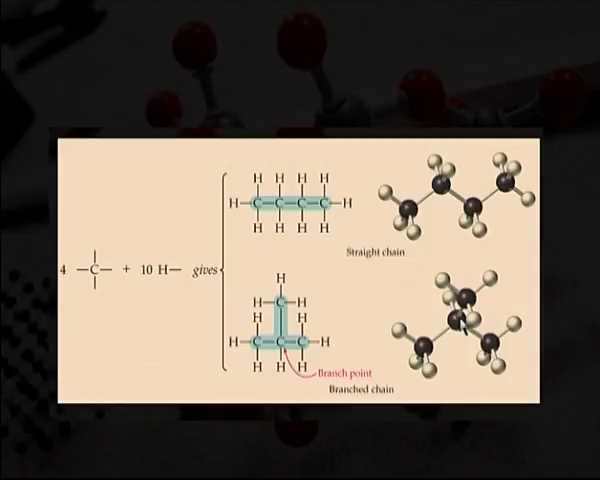 H H H H
H—C—C—C—C—H
H H H H
Straight chain
4 —C— + 10 H— gives
H
H—C—H
H H
H—C—C—C—H
H H H
Branch point
Branched chain